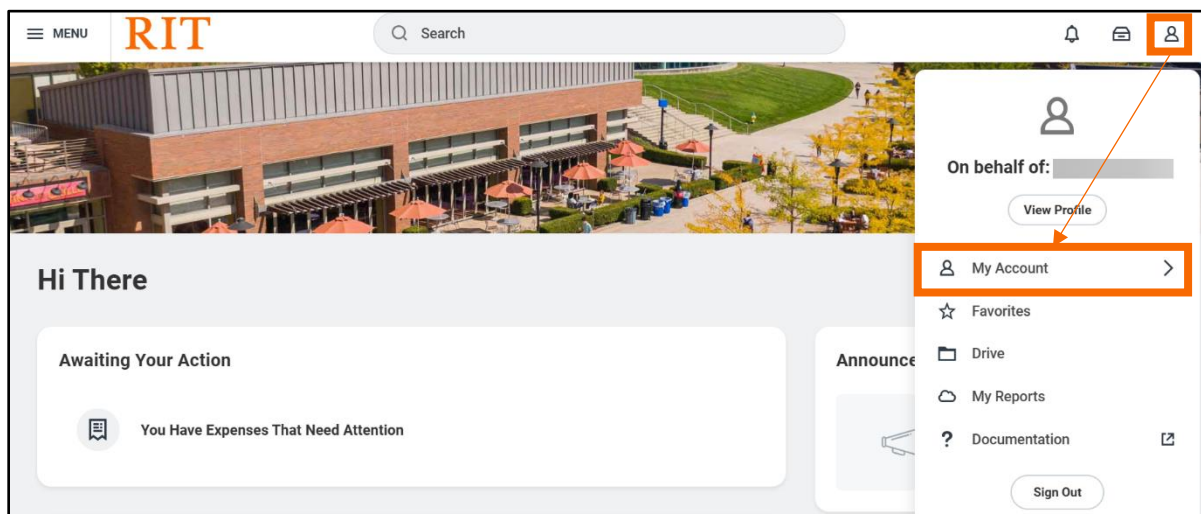 MENU
RIT
Search
On behalf of:
View Profile
My Account
Favorites
Drive
My Reports
? Documentation
Sign Out
Hi There
Awaiting Your Action
You Have Expenses That Need Attention
Announce